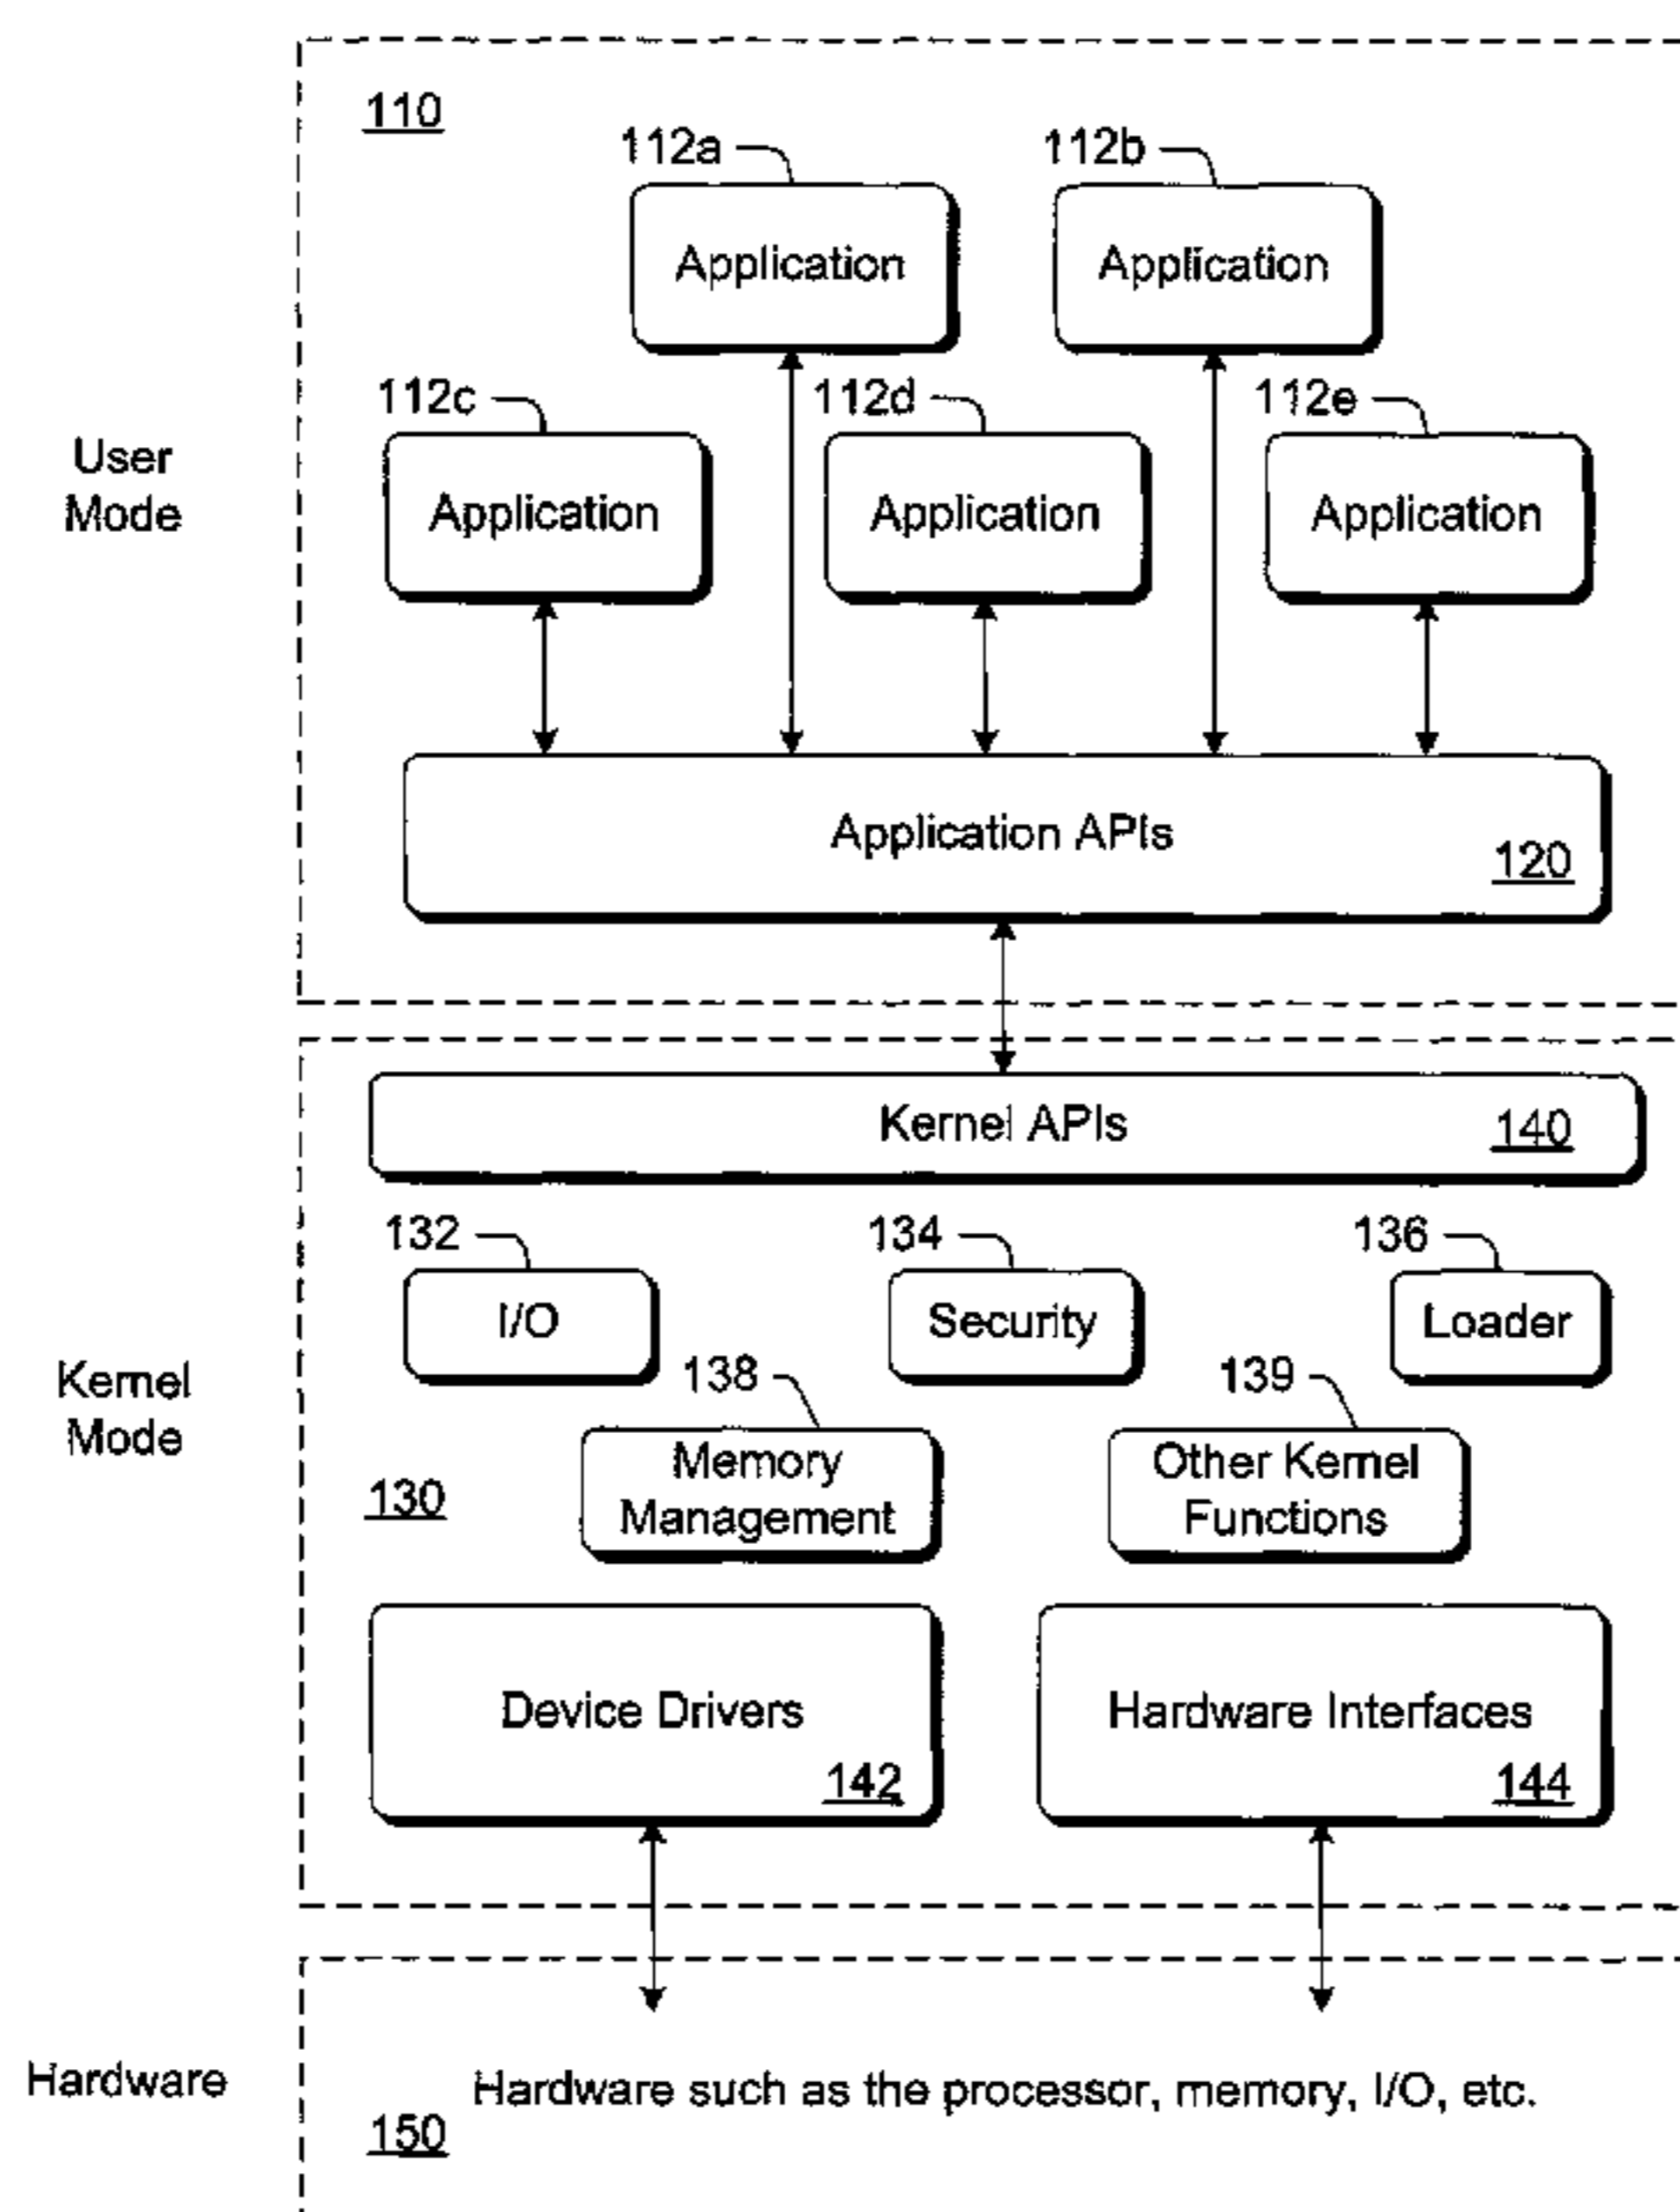 110
112a
112b
Application
Application
112c
112d
112e
User
Mode
Application
Application
Application
Application APIs
120
Kernel APIs
140
132
134
136
I/O
Security
Loader
138
139
Kernel
Mode
Memory
Management
Other Kernel
Functions
130
Device Drivers
142
Hardware Interfaces
144
Hardware
Hardware such as the processor, memory, I/O, etc.
150